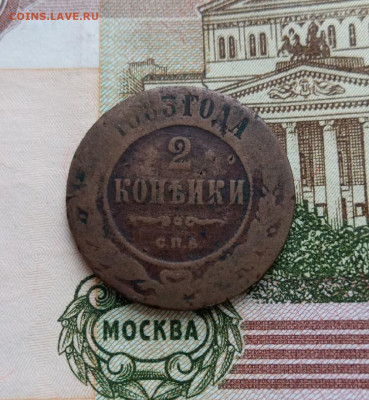 COINS.LAVE.RU
1883 ГОДА
2
КОПѢЙКИ
С.П.Б.
МОСКВА